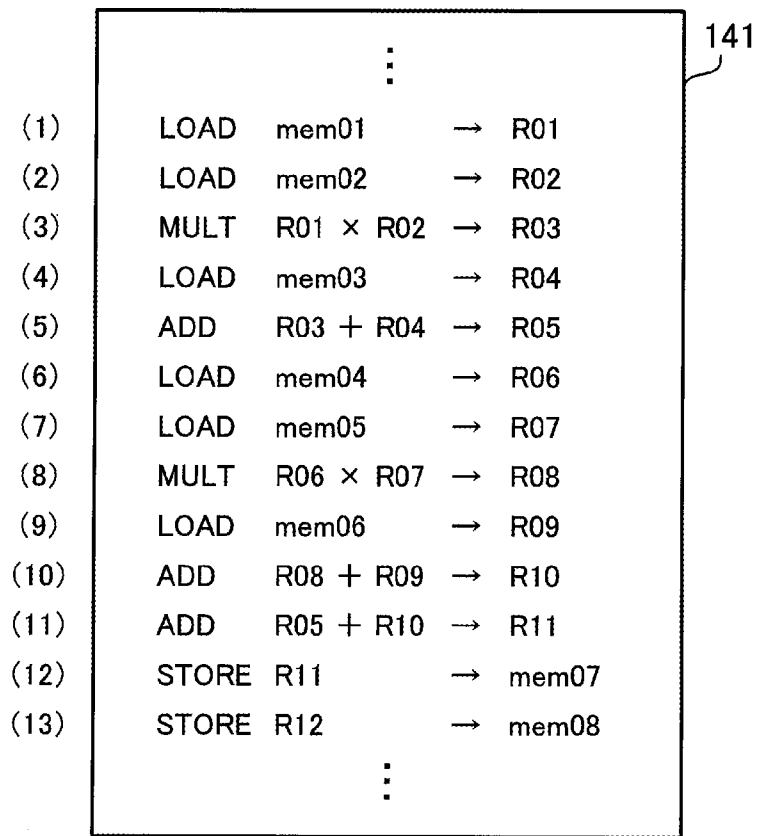 141
⋮
(1) LOAD mem01 → R01
(2) LOAD mem02 → R02
(3) MULT R01 × R02 → R03
(4) LOAD mem03 → R04
(5) ADD R03 + R04 → R05
(6) LOAD mem04 → R06
(7) LOAD mem05 → R07
(8) MULT R06 × R07 → R08
(9) LOAD mem06 → R09
(10) ADD R08 + R09 → R10
(11) ADD R05 + R10 → R11
(12) STORE R11 → mem07
(13) STORE R12 → mem08
⋮